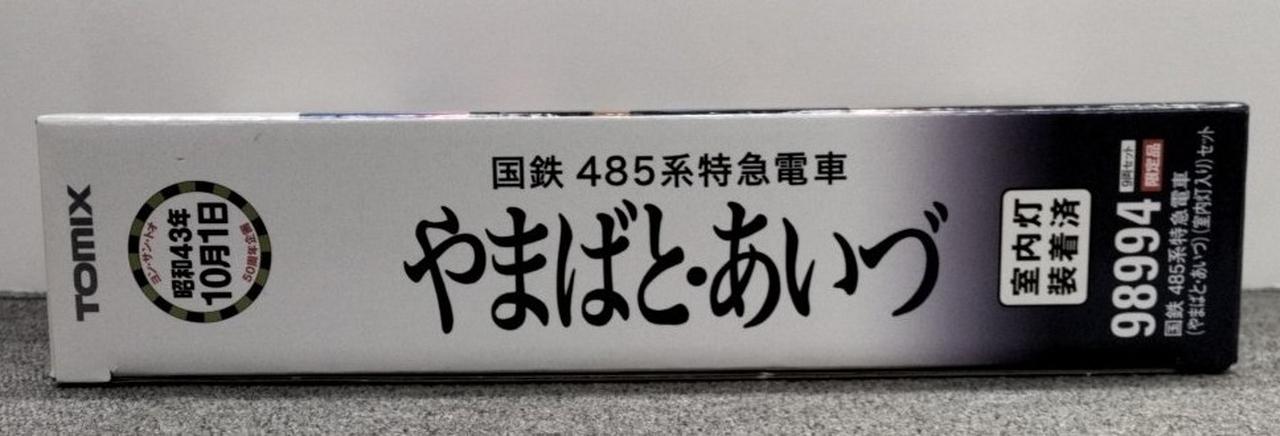 TOMIX
ヨン・サン・トオ
昭和43年
10月1日
50周年企画
国鉄 485系特急電車
やまばと・あいづ
室内灯
装着済
9両セット
限定品
98994
国鉄 485系特急電車
(やまばと・あいづ)(室内灯入り)セット